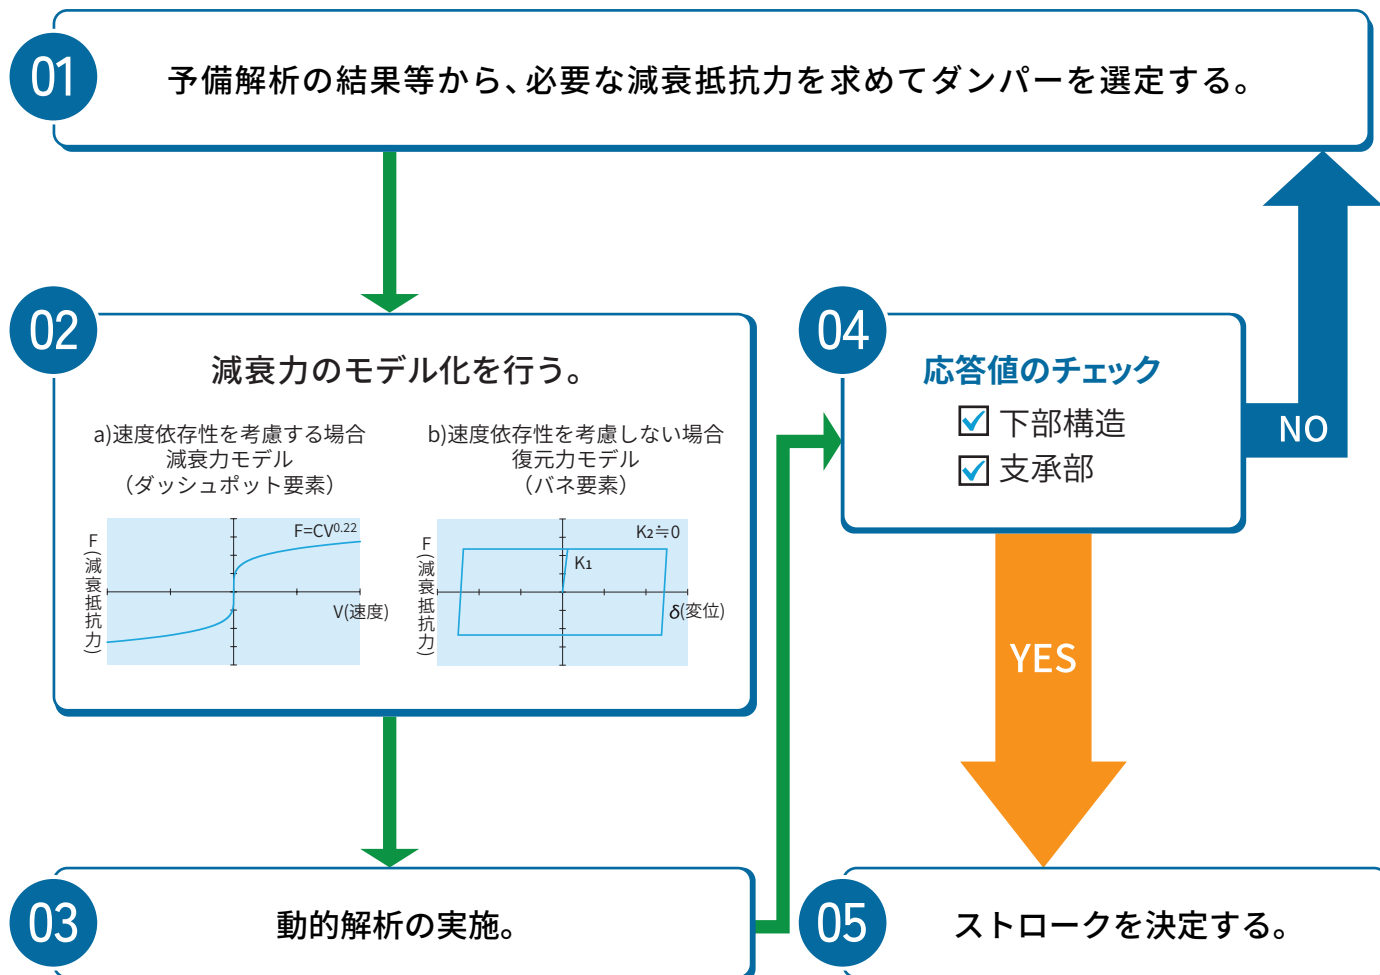 01
予備解析の結果等から、必要な減衰抵抗力を求めてダンパーを選定する。
02
減衰力のモデル化を行う。
a)速度依存性を考慮する場合
減衰力モデル
（ダッシュポット要素）
F(減衰抵抗力)
F=CV0.22
V(速度)
b)速度依存性を考慮しない場合
復元力モデル
（バネ要素）
F(減衰抵抗力)
K2≒0
K1
δ(変位)
03
動的解析の実施。
04
応答値のチェック
下部構造
支承部
NO
YES
05
ストロークを決定する。